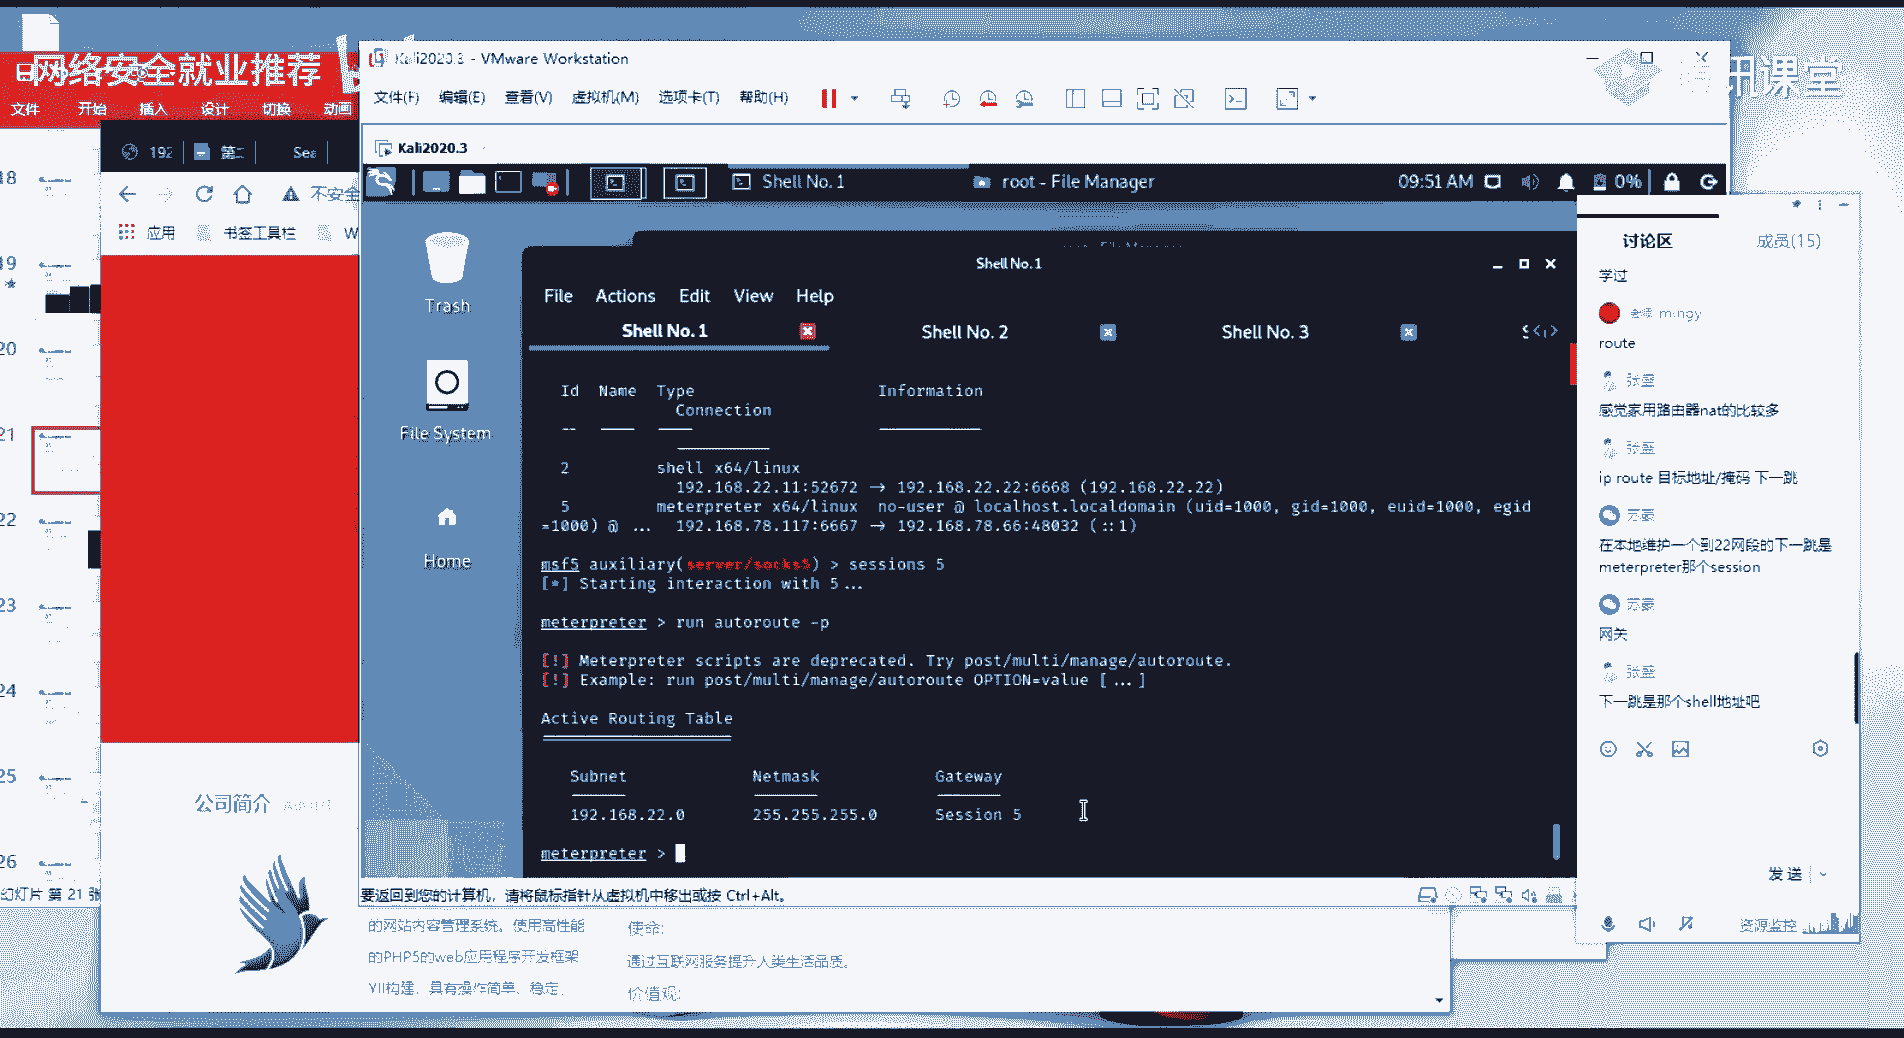 网络安全就业推荐
文件 开始 插入 设计 切换 动画
18
19
20
21
22
23
24
25
26
幻灯片 第 21 张
192 第二 Sea
不安全
应用 书签工具栏 W
公司简介
的网站内容管理系统。使用高性能
的PHP5的web应用程序开发框架
YII构建，具有操作简单、稳定、
使命:
通过互联网服务提升人类生活品质。
价值观:
Kali2020.3 - VMware Workstation
文件(F) 编辑(E) 查看(V) 虚拟机(M) 选项卡(T) 帮助(H)
Kali2020.3
Shell No. 1 root - File Manager 09:51 AM 0%
Trash
File System
Home
Shell No.1
File Actions Edit View Help
Shell No. 1 Shell No. 2 Shell No. 3 S
Id Name Type Information
Connection
-- ---- ---- -----------
----------
2 shell x64/linux
192.168.22.11:52672 → 192.168.22.22:6668 (192.168.22.22)
5 meterpreter x64/linux no-user @ localhost.localdomain (uid=1000, gid=1000, euid=1000, egid
=1000) @ ... 192.168.78.117:6667 → 192.168.78.66:48032 (::1)
msf5 auxiliary(server/socks5) > sessions 5
[*] Starting interaction with 5...
meterpreter > run autoroute -p
[!] Meterpreter scripts are deprecated. Try post/multi/manage/autoroute.
[!] Example: run post/multi/manage/autoroute OPTION=value [...]
Active Routing Table
====================
Subnet Netmask Gateway
------ ------- -------
192.168.22.0 255.255.255.0 Session 5
meterpreter >
要返回到您的计算机，请将鼠标指针从虚拟机中移出或按 Ctrl+Alt。
讯课堂
讨论区 成员(15)
学过
mingy
route
张盛
感觉家用路由器nat的比较多
张盛
ip route 目标地址/掩码 下一跳
在本地维护一个到22网段的下一跳是
meterpreter那个session
网关
张盛
下一跳是那个shell地址吧
发送
资源监控